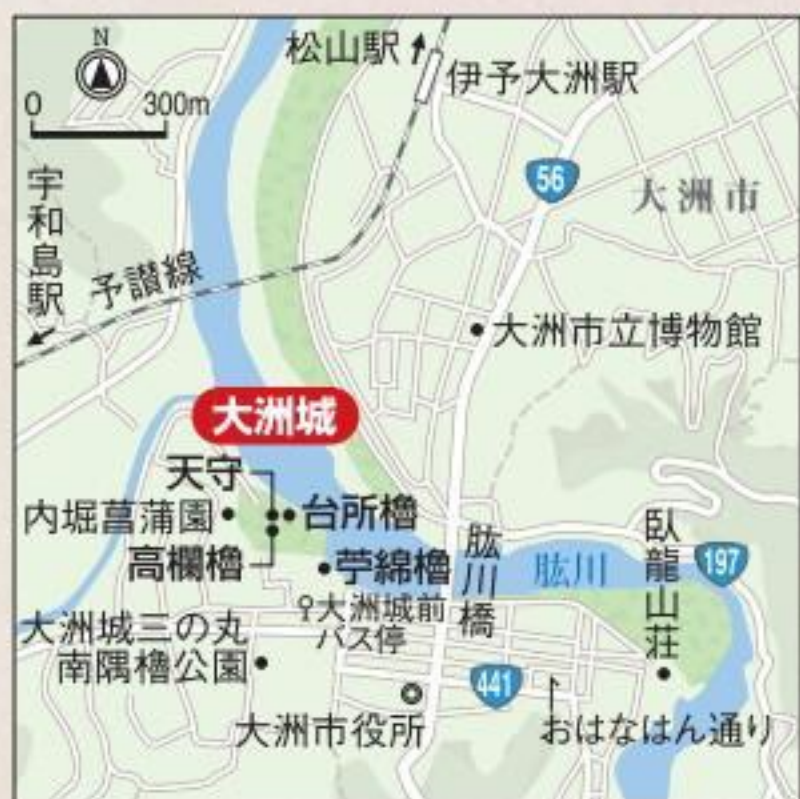 N
0 300m
松山駅
伊予大洲駅
56
大洲市
宇和島駅
予讃線
大洲市立博物館
大洲城
天守
内堀菖蒲園
台所櫓
高欄櫓
苧綿櫓
肱川橋
肱川
臥龍山荘
197
大洲城前
バス停
大洲城三の丸
南隅櫓公園
441
大洲市役所
おはなはん通り